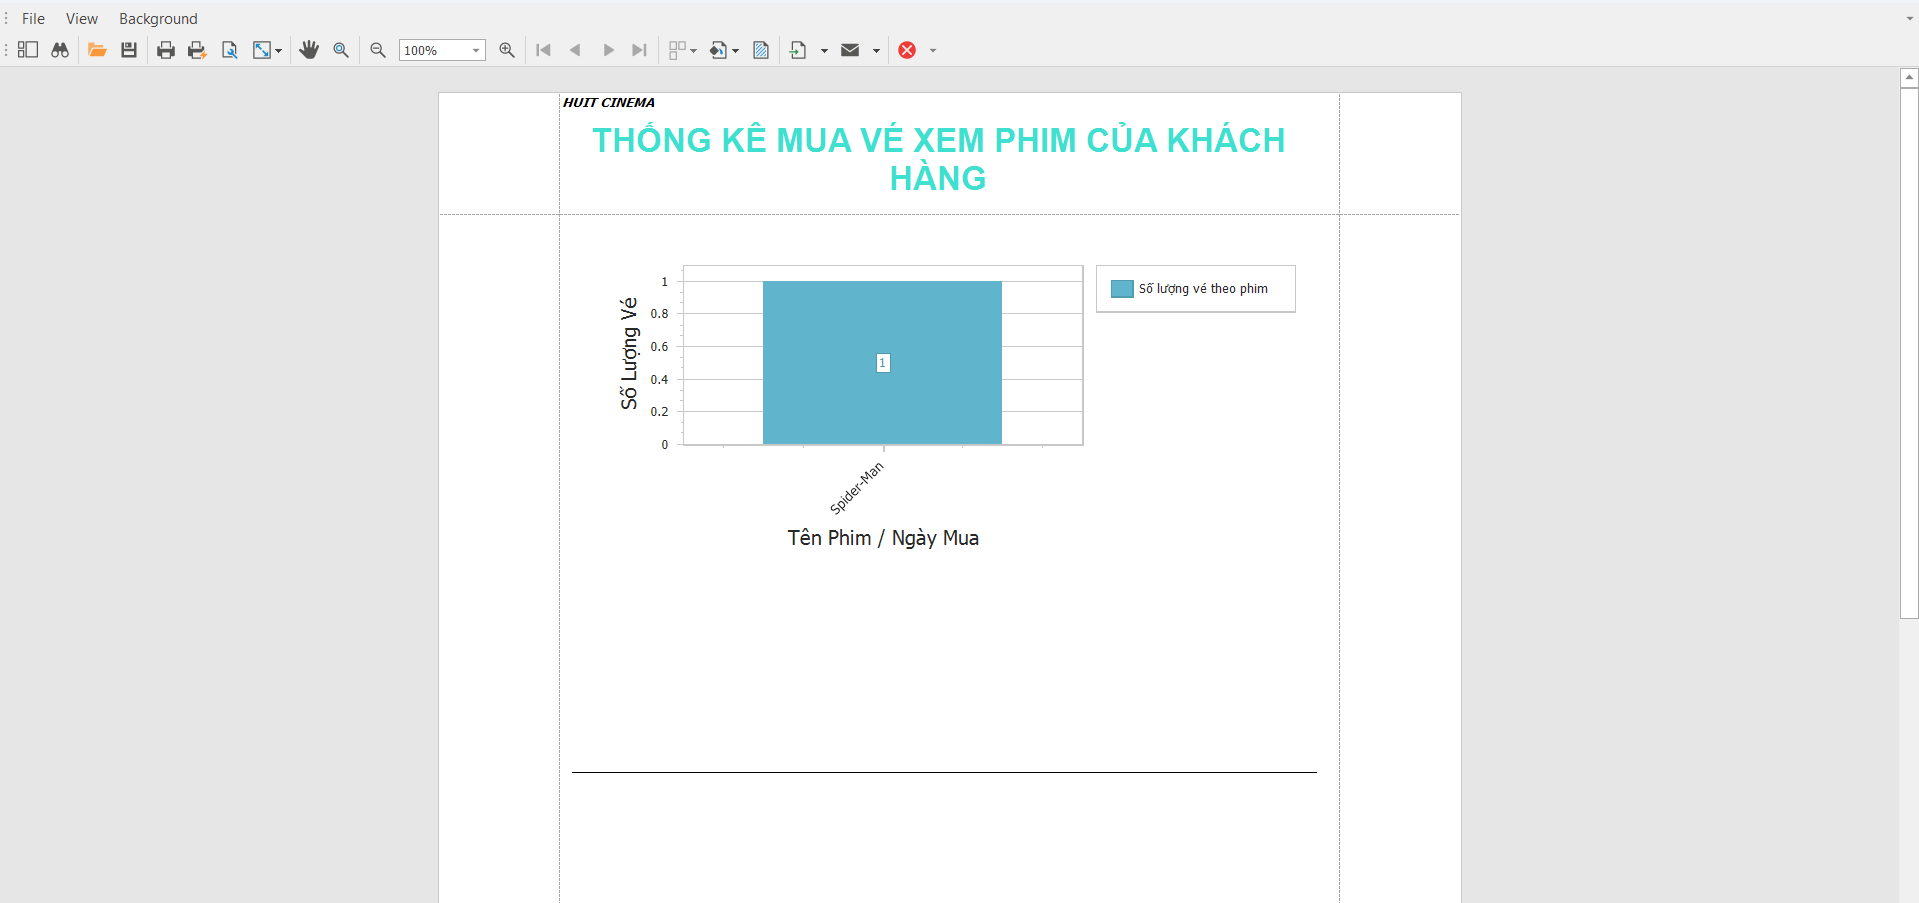 File View Background
100%
HUIT CINEMA
THỐNG KÊ MUA VÉ XEM PHIM CỦA KHÁCH
HÀNG
Số Lượng Vé
1
0.8
0.6
0.4
0.2
0
1
Số lượng vé theo phim
Spider-Man
Tên Phim / Ngày Mua